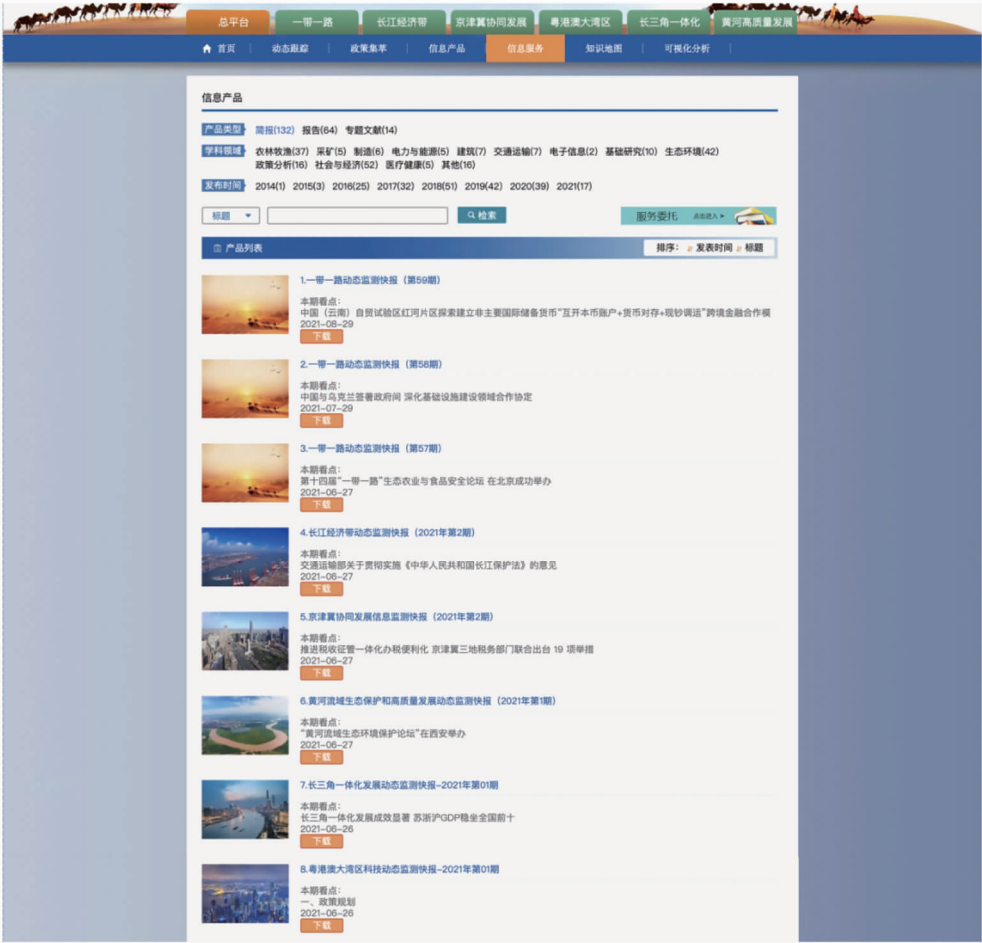 总平台 一带一路 长江经济带 京津冀协同发展 粤港澳大湾区 长三角一体化 黄河高质量发展
首页 动态跟踪 政策集萃 信息产品 信息服务 知识地图 可视化分析
信息产品
产品类型 简报(132) 报告(64) 专题文献(14)
学科领域 农林牧渔(37) 采矿(5) 制造(6) 电力与能源(5) 建筑(7) 交通运输(7) 电子信息(2) 基础研究(10) 生态环境(42)
政策分析(16) 社会与经济(52) 医疗健康(5) 其他(16)
发布时间 2014(1) 2015(3) 2016(25) 2017(32) 2018(51) 2019(42) 2020(39) 2021(17)
标题 检索 服务委托 点击进入
产品列表 排序： 发表时间 标题
1.一带一路动态监测快报（第59期）
本期看点：
中国（云南）自贸试验区红河片区探索建立非主要国际储备货币“互开本币账户+货币对存+现钞调运”跨境金融合作模
2021-08-29
下载
2.一带一路动态监测快报（第58期）
本期看点：
中国与乌克兰签署政府间 深化基础设施建设领域合作协定
2021-07-29
下载
3.一带一路动态监测快报（第57期）
本期看点：
第十四届“一带一路”生态农业与食品安全论坛 在北京成功举办
2021-06-27
下载
4.长江经济带动态监测快报（2021年第2期）
本期看点：
交通运输部关于贯彻实施《中华人民共和国长江保护法》的意见
2021-06-27
下载
5.京津冀协同发展信息监测快报（2021年第2期）
本期看点：
推进税收征管一体化办税便利化 京津冀三地税务部门联合出台 19 项举措
2021-06-27
下载
6.黄河流域生态保护和高质量发展动态监测快报（2021年第1期）
本期看点：
“黄河流域生态环境保护论坛”在西安举办
2021-06-27
下载
7.长三角一体化发展动态监测快报-2021年第01期
本期看点：
长三角一体化发展成效显著 苏浙沪GDP稳坐全国前十
2021-06-26
下载
8.粤港澳大湾区科技动态监测快报-2021年第01期
本期看点：
一、政策规划
2021-06-26
下载